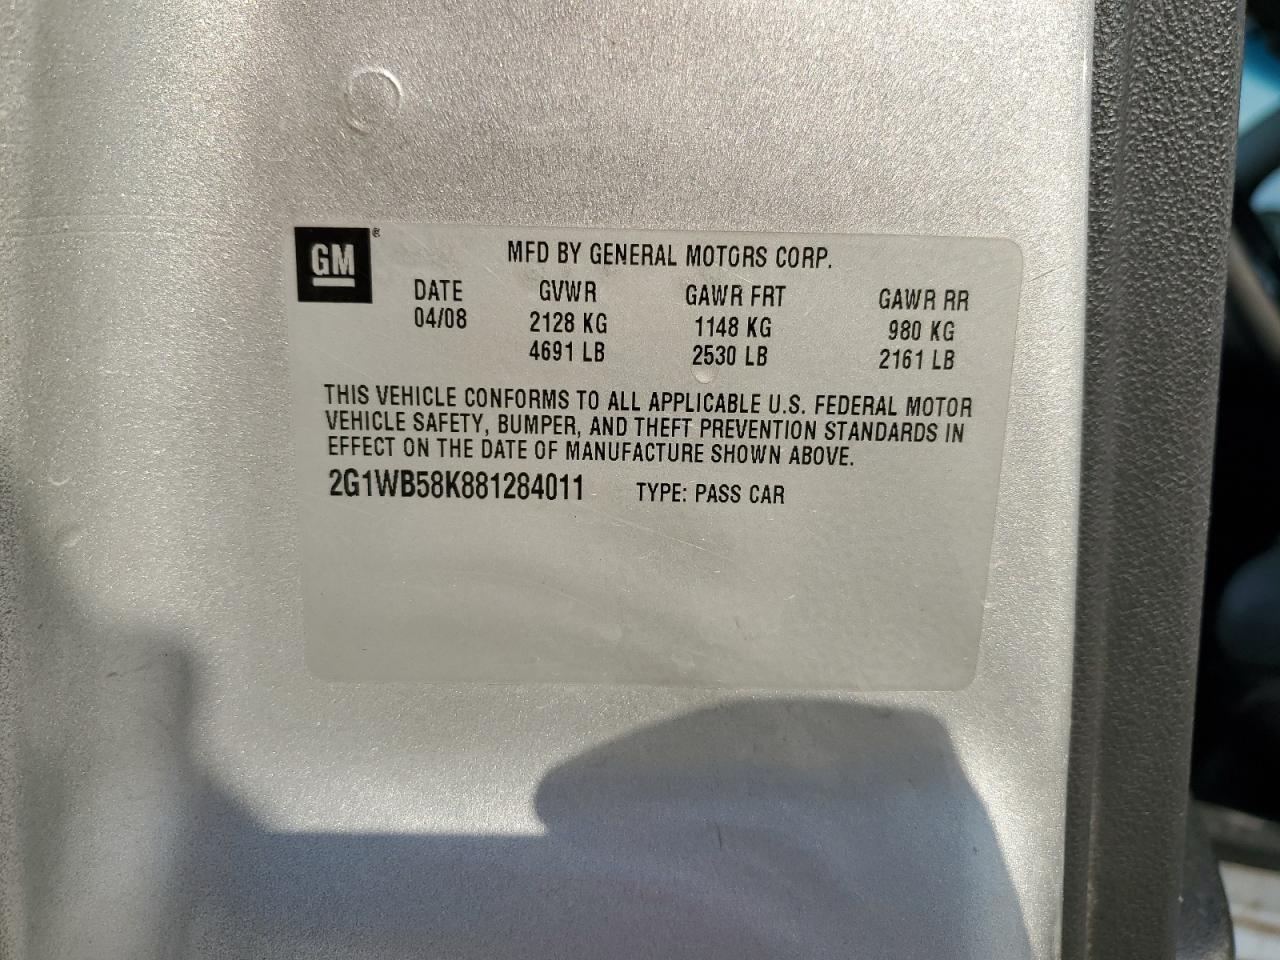 GM ®
MFD BY GENERAL MOTORS CORP.
DATE GVWR GAWR FRT GAWR RR
04/08 2128 KG 1148 KG 980 KG
4691 LB 2530 LB 2161 LB
THIS VEHICLE CONFORMS TO ALL APPLICABLE U.S. FEDERAL MOTOR
VEHICLE SAFETY, BUMPER, AND THEFT PREVENTION STANDARDS IN
EFFECT ON THE DATE OF MANUFACTURE SHOWN ABOVE.
2G1WB58K881284011 TYPE: PASS CAR